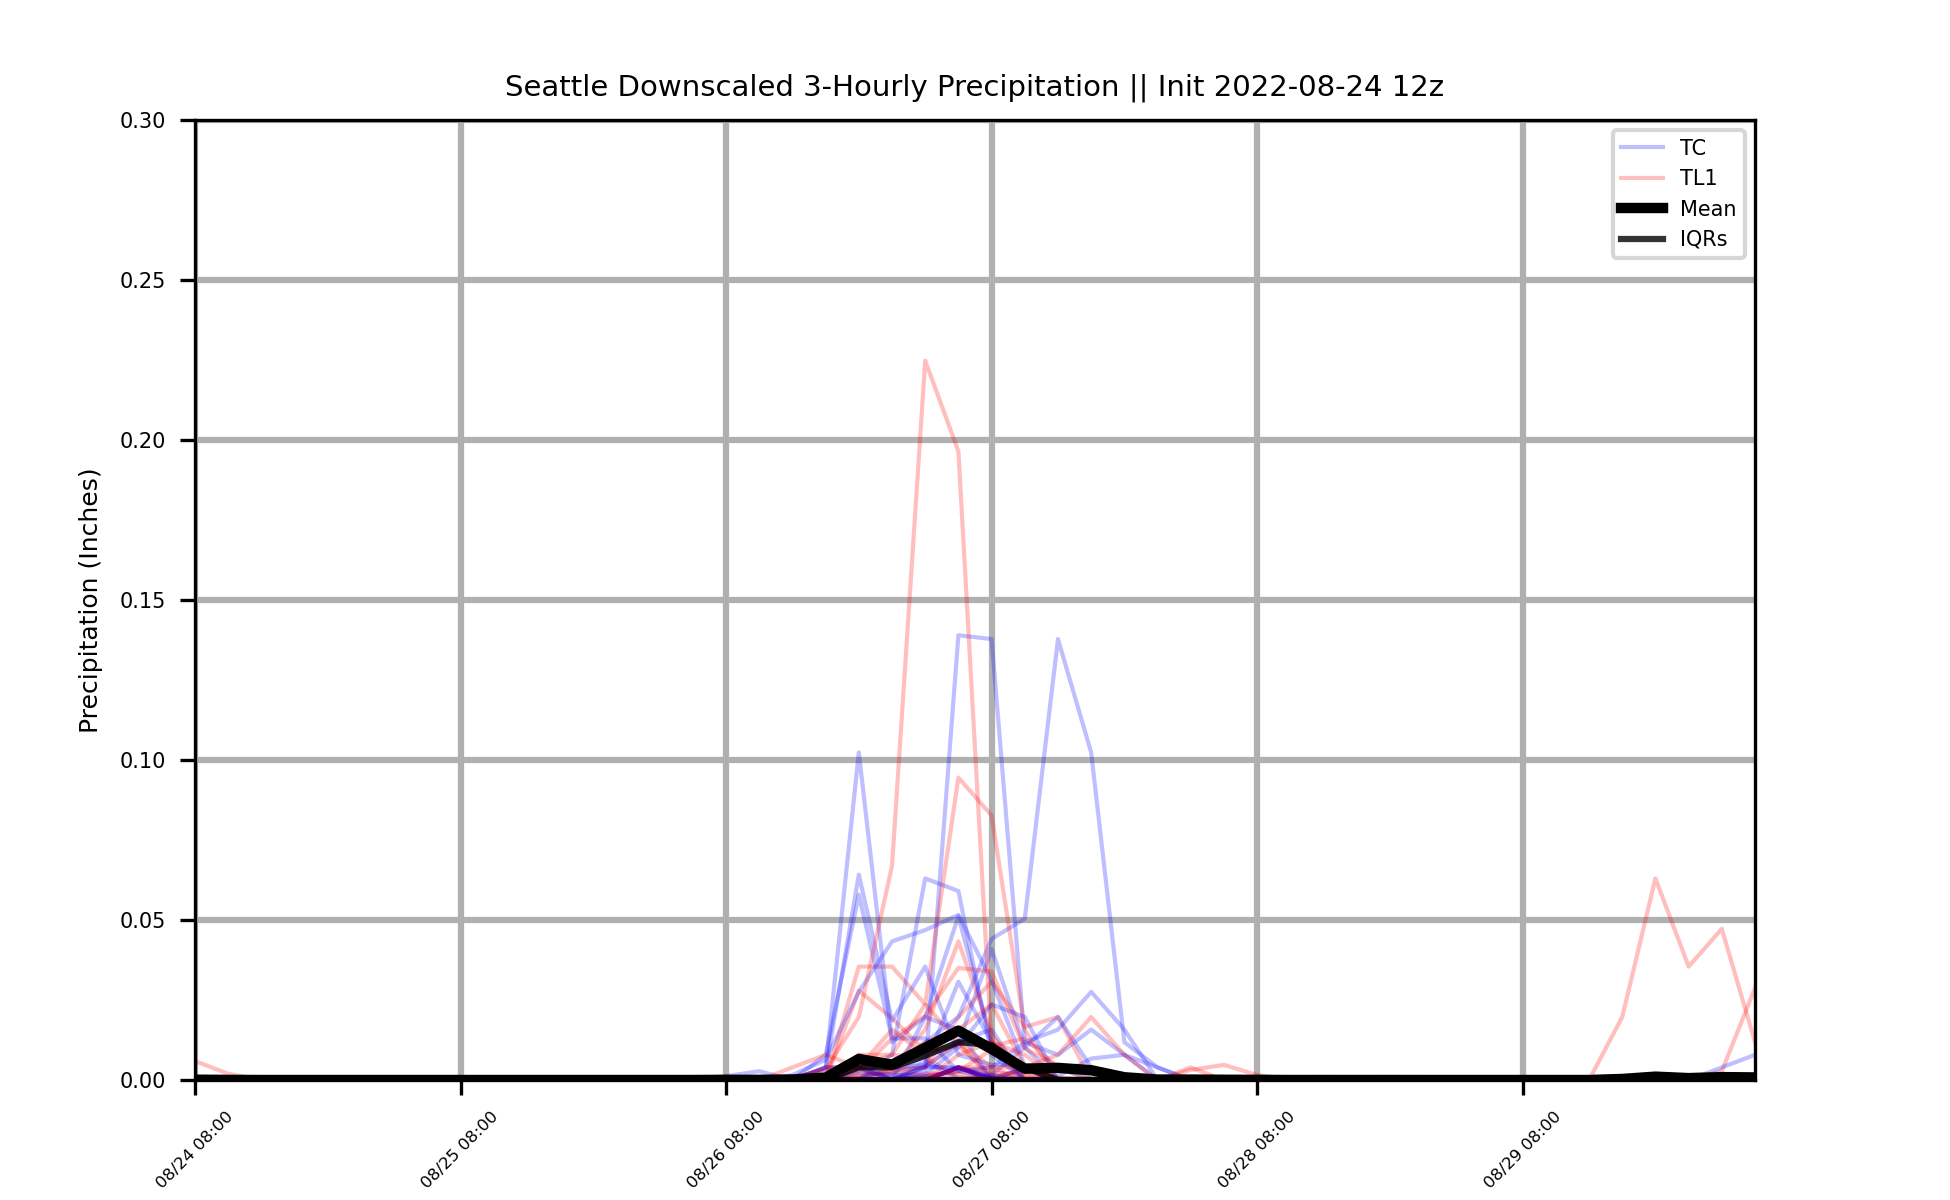 Seattle Downscaled 3-Hourly Precipitation || Init 2022-08-24 12z
TC
TL1
Mean
IQRs
Precipitation (Inches)
0.30
0.25
0.20
0.15
0.10
0.05
0.00
08/24 08:00
08/25 08:00
08/26 08:00
08/27 08:00
08/28 08:00
08/29 08:00